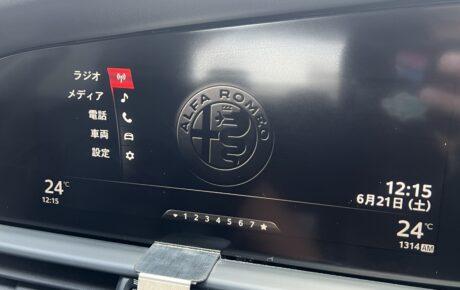 ラジオ
メディア
電話
車両
設定
ALFA ROMEO
12:15
6月21日 (土)
24℃
12:15
1 2 3 4 5 6 7
24℃
1314 AM